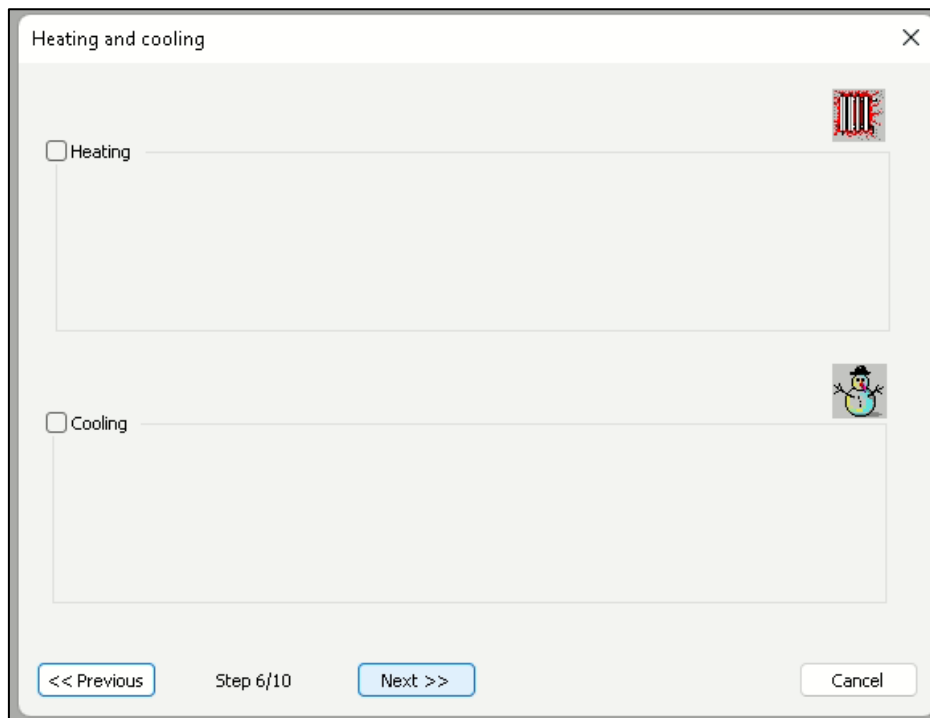 Heating and cooling
Heating
Cooling
<< Previous Step 6/10 Next >> Cancel